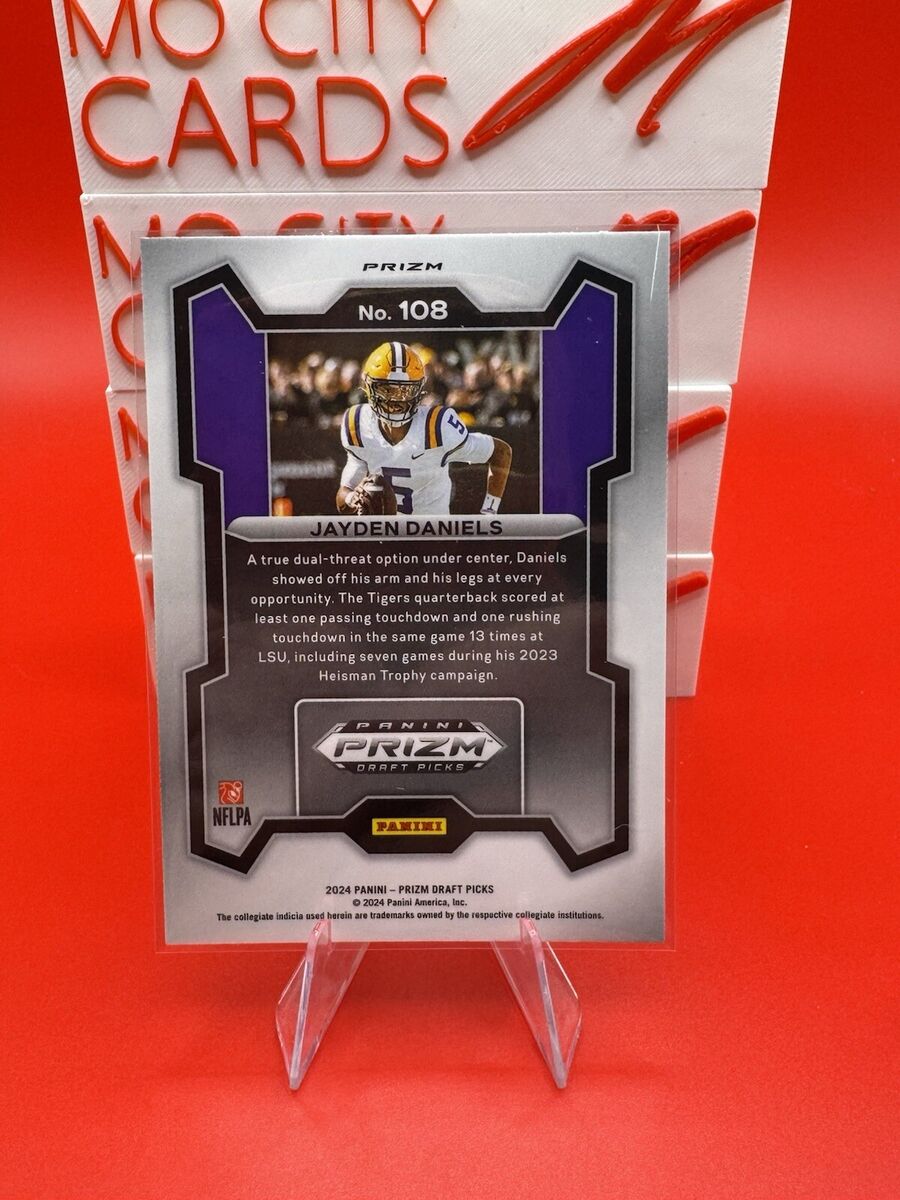 MO CITY
CARDS
MO CITY
PRIZM
No. 108
5
5
JAYDEN DANIELS
A true dual-threat option under center, Daniels
showed off his arm and his legs at every
opportunity. The Tigers quarterback scored at
least one passing touchdown and one rushing
touchdown in the same game 13 times at
LSU, including seven games during his 2023
Heisman Trophy campaign.
PANINI
PRIZM
DRAFT PICKS
NFLPA
PANINI
2024 PANINI – PRIZM DRAFT PICKS
© 2024 Panini America, Inc.
The collegiate indicia used herein are trademarks owned by the respective collegiate institutions.